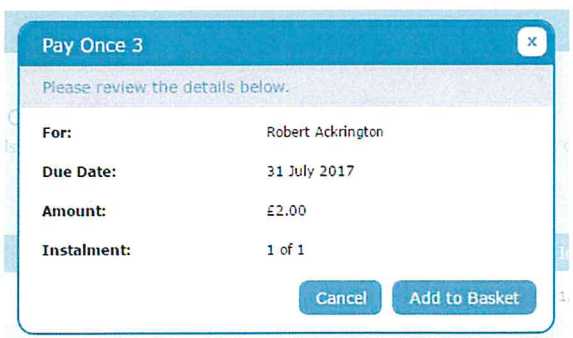 Pay Once 3
x
Please review the details below.
For: Robert Ackrington
Due Date: 31 July 2017
Amount: £2.00
Instalment: 1 of 1
Cancel Add to Basket